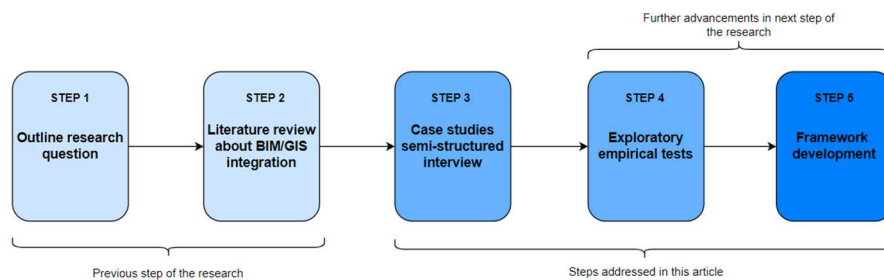 Further advancements in next step of
the research
STEP 1
Outline research
question
STEP 2
Literature review
about BIM/GIS
integration
STEP 3
Case studies
semi-structured
interview
STEP 4
Exploratory
empirical tests
STEP 5
Framework
development
Previous step of the research
Steps addressed in this article